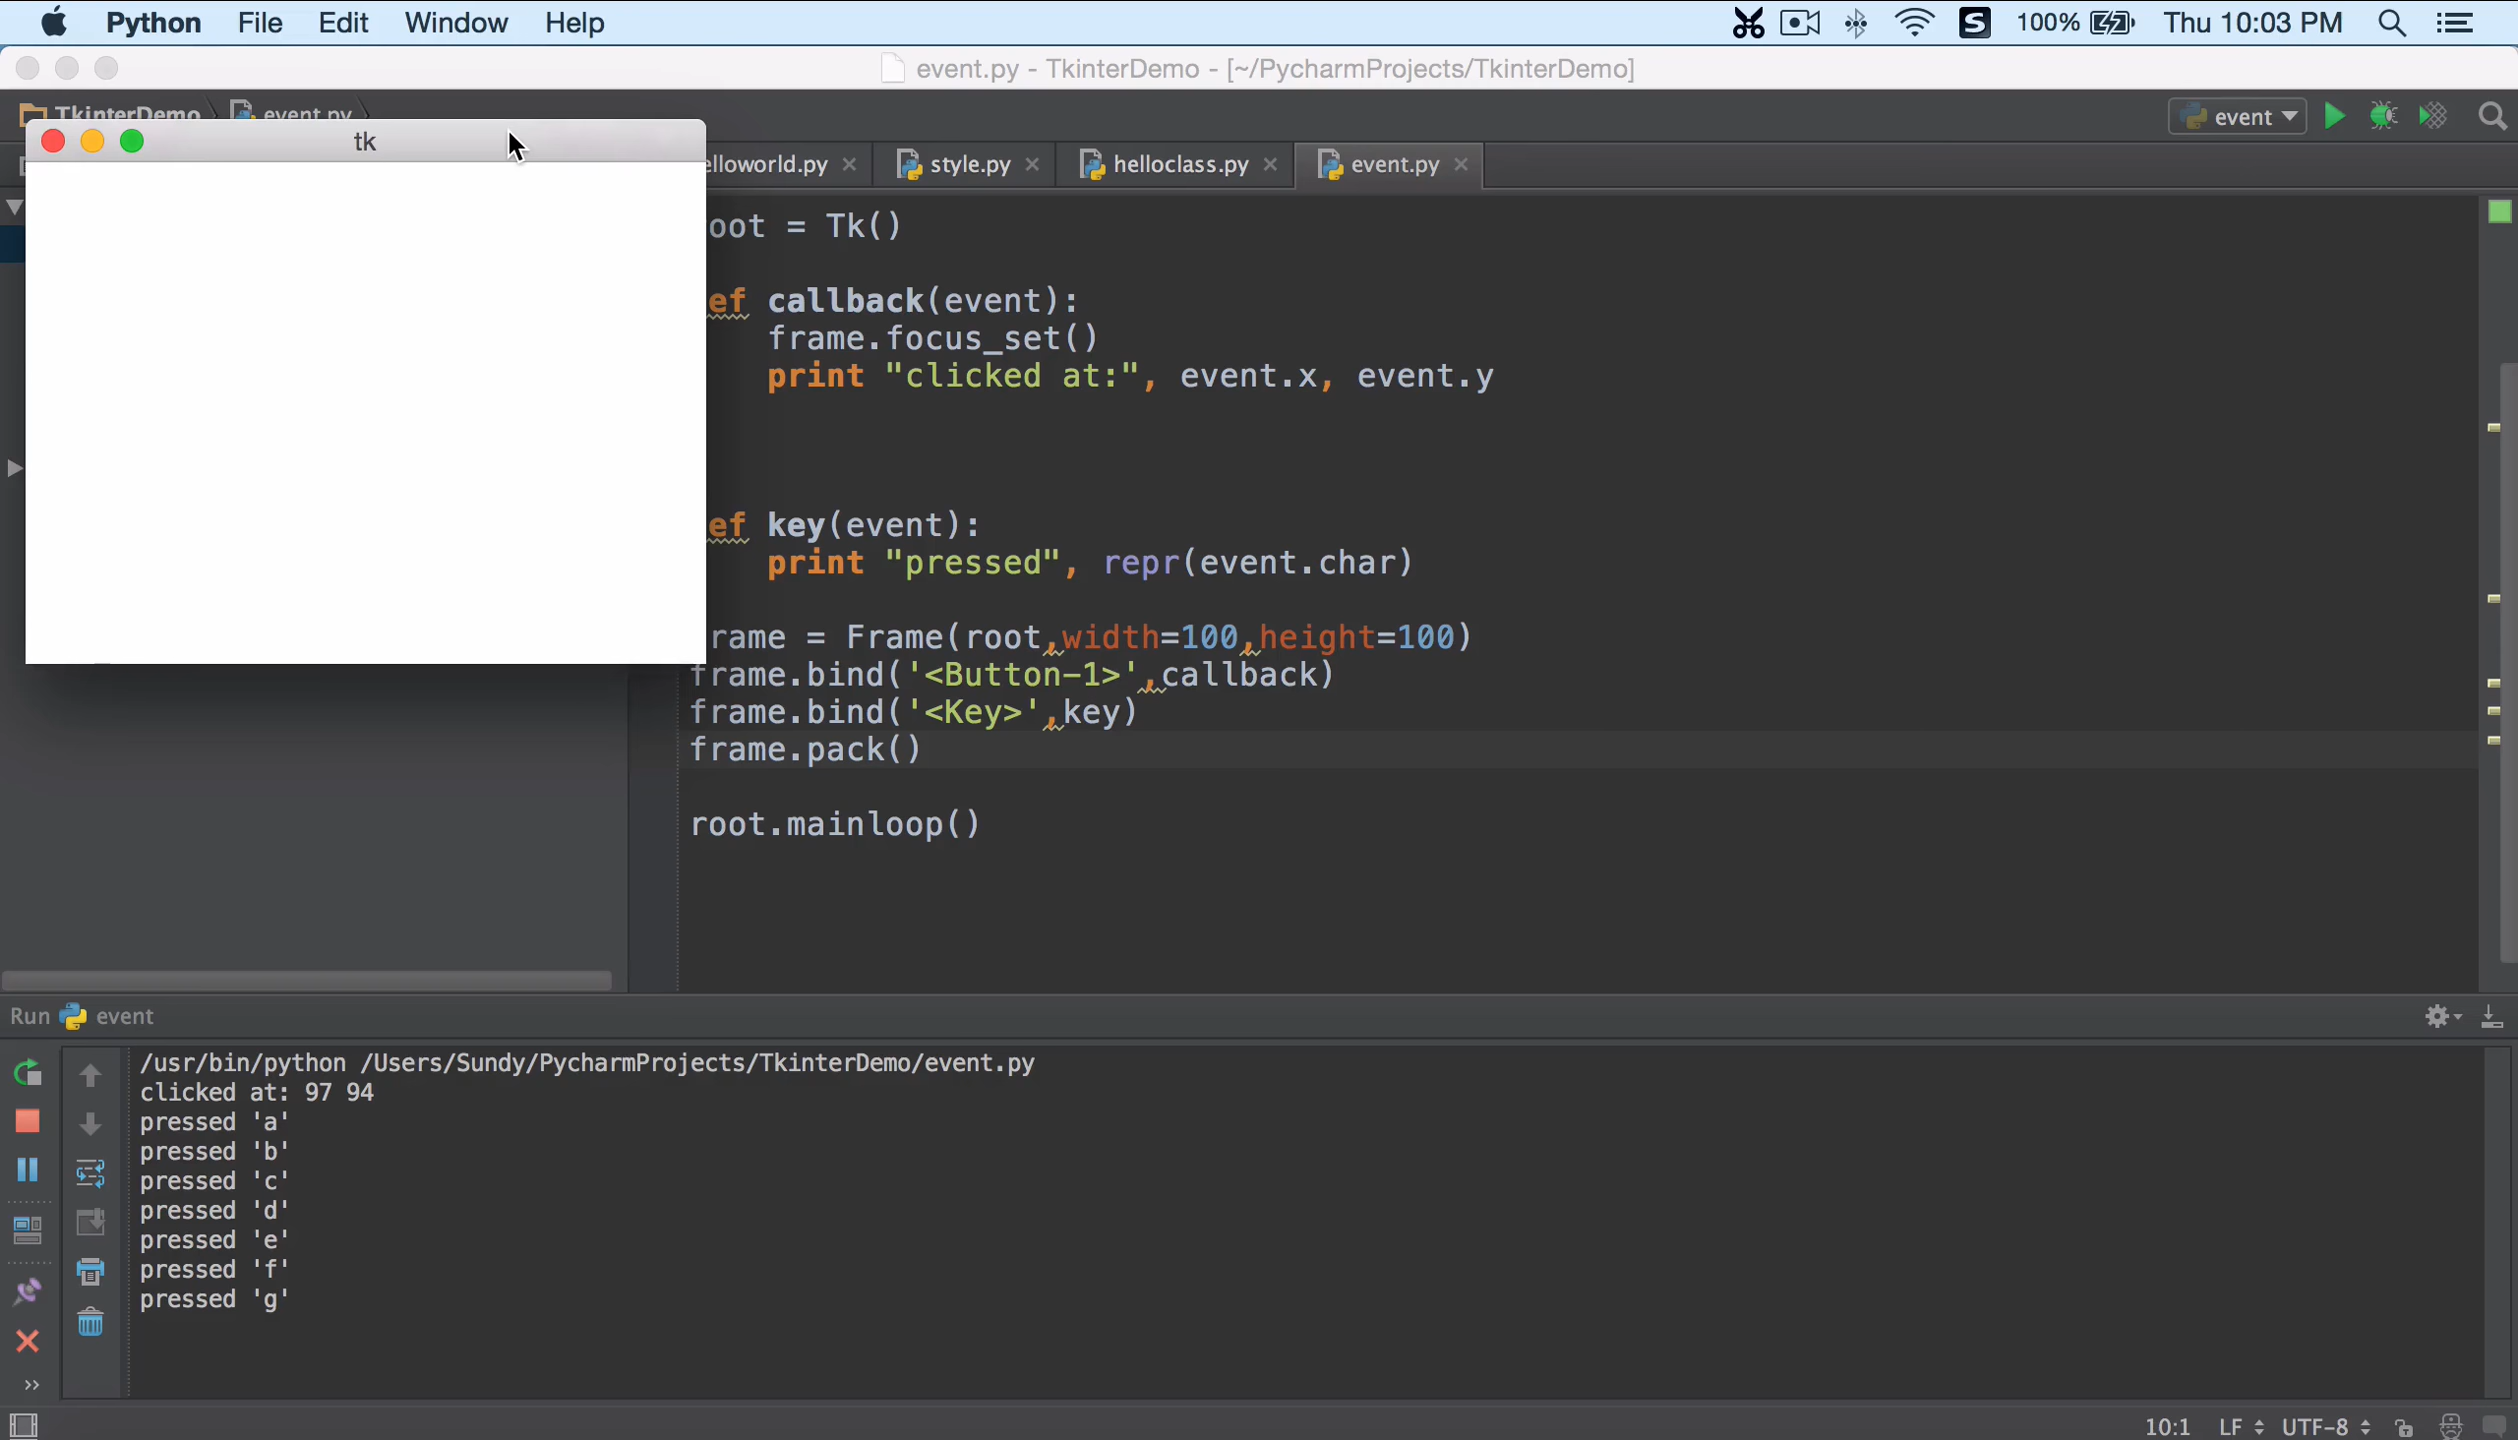 Python File Edit Window Help 100% Thu 10:03 PM
event.py - TkinterDemo - [~/PycharmProjects/TkinterDemo]
TkinterDemo event.py event
tk
elloworld.py style.py helloclass.py event.py
oot = Tk()
ef callback(event):
frame.focus_set()
print "clicked at:", event.x, event.y
ef key(event):
print "pressed", repr(event.char)
rame = Frame(root,width=100,height=100)
frame.bind('<Button-1>',callback)
frame.bind('<Key>',key)
frame.pack()
root.mainloop()
Run event
/usr/bin/python /Users/Sundy/PycharmProjects/TkinterDemo/event.py
clicked at: 97 94
pressed 'a'
pressed 'b'
pressed 'c'
pressed 'd'
pressed 'e'
pressed 'f'
pressed 'g'
10:1 LF UTF-8